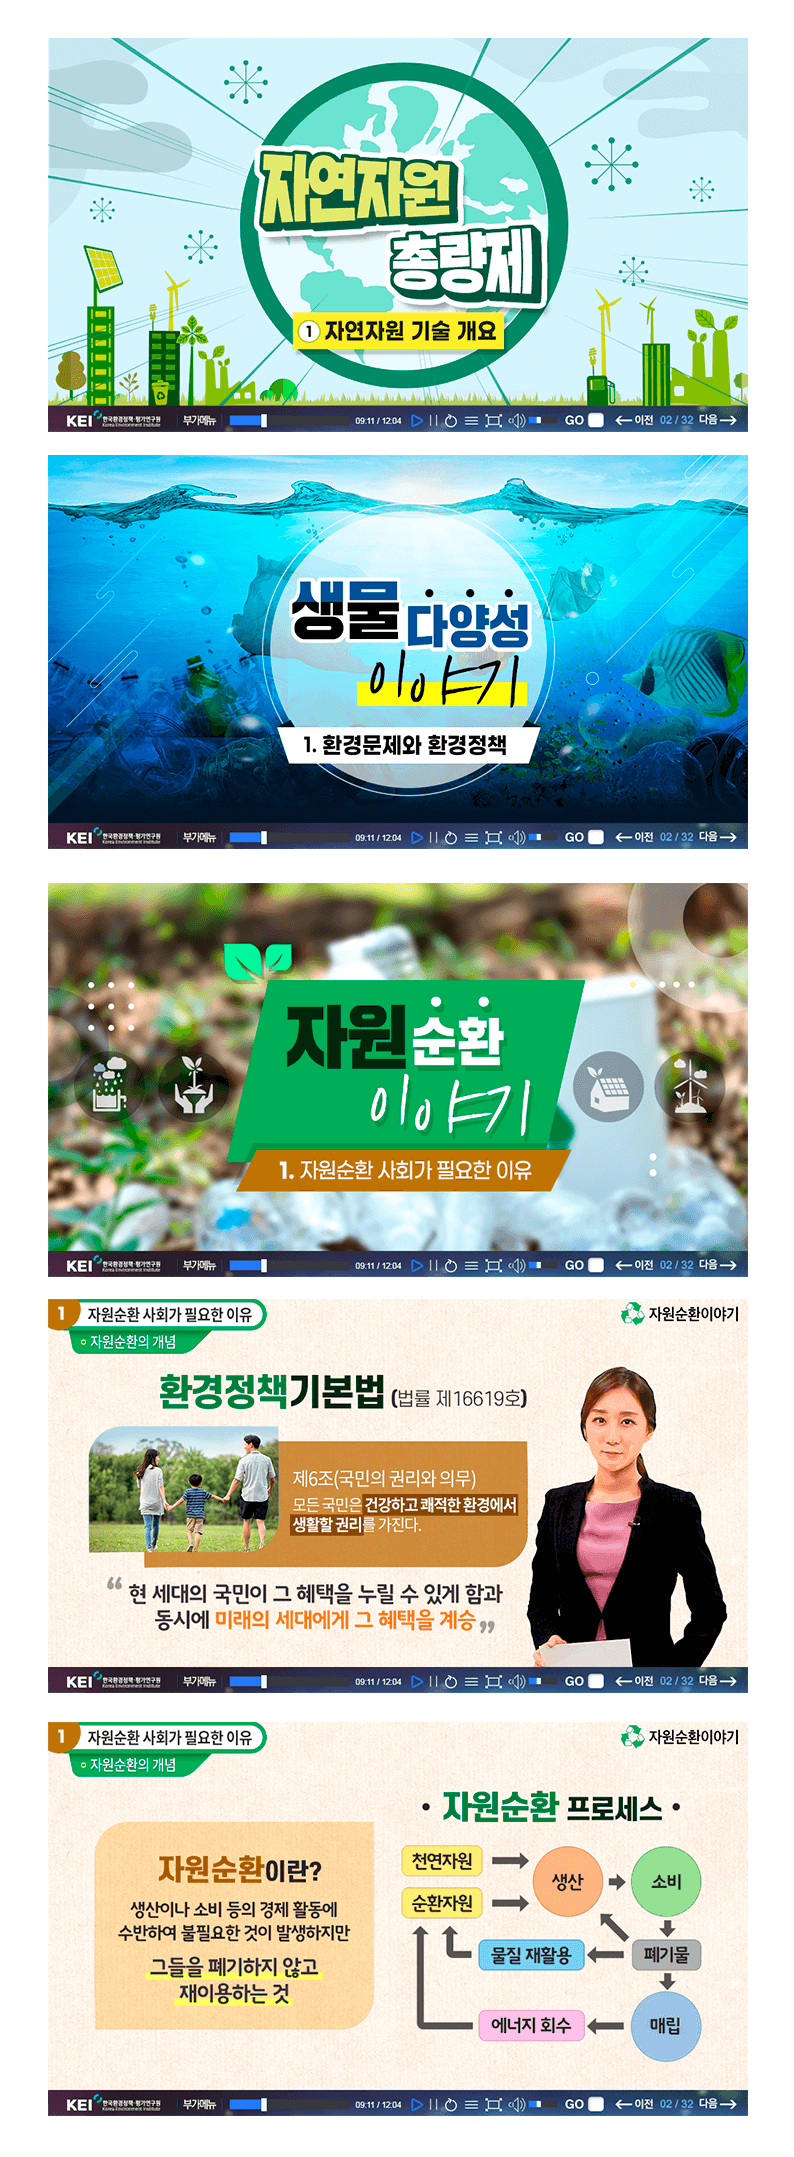 자연자원
총량제
1 자연자원 기술 개요
KEI 한국환경정책·평가연구원 부가메뉴 09:11 / 12:04 GO 이전 02 / 32 다음
Korea Environment Institute
생물 다양성
이야기
1. 환경문제와 환경정책
KEI 한국환경정책·평가연구원 부가메뉴 09:11 / 12:04 GO 이전 02 / 32 다음
Korea Environment Institute
자원순환
이야기
1. 자원순환 사회가 필요한 이유
KEI 한국환경정책·평가연구원 부가메뉴 09:11 / 12:04 GO 이전 02 / 32 다음
Korea Environment Institute
1 자원순환 사회가 필요한 이유 자원순환이야기
자원순환의 개념
환경정책기본법 (법률 제16619호)
제6조(국민의 권리와 의무)
모든 국민은 건강하고 쾌적한 환경에서
생활할 권리를 가진다.
“ 현 세대의 국민이 그 혜택을 누릴 수 있게 함과
동시에 미래의 세대에게 그 혜택을 계승 ”
KEI 한국환경정책·평가연구원 부가메뉴 09:11 / 12:04 GO 이전 02 / 32 다음
Korea Environment Institute
1 자원순환 사회가 필요한 이유 자원순환이야기
자원순환의 개념
• 자원순환 프로세스 •
자원순환이란?
생산이나 소비 등의 경제 활동에
수반하여 불필요한 것이 발생하지만
그들을 폐기하지 않고
재이용하는 것
천연자원
순환자원
생산
소비
물질 재활용
폐기물
에너지 회수
매립
KEI 한국환경정책·평가연구원 부가메뉴 09:11 / 12:04 GO 이전 02 / 32 다음
Korea Environment Institute